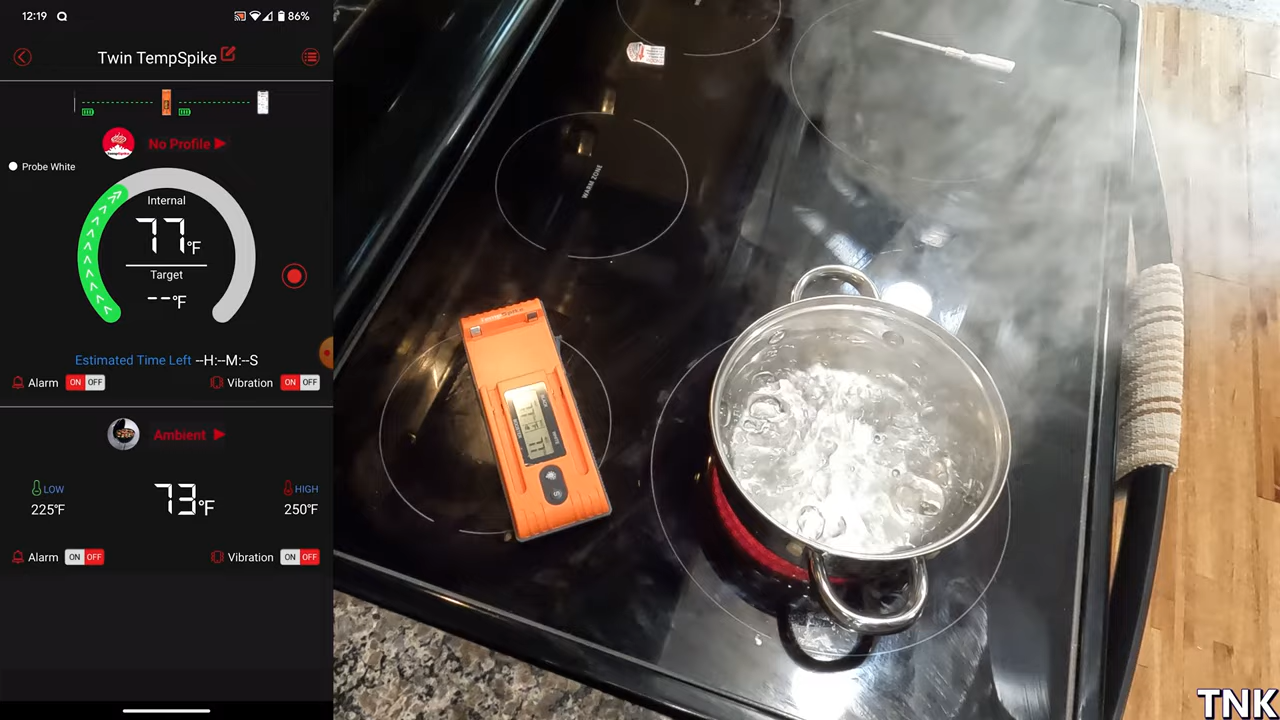 12:19
86%
Twin TempSpike
No Profile
Probe White
Internal
77°F
Target
--°F
Estimated Time Left --H:--M:--S
Alarm ON OFF
Vibration ON OFF
Ambient
LOW
225°F
73°F
HIGH
250°F
Alarm ON OFF
Vibration ON OFF
WARM ZONE
TNK